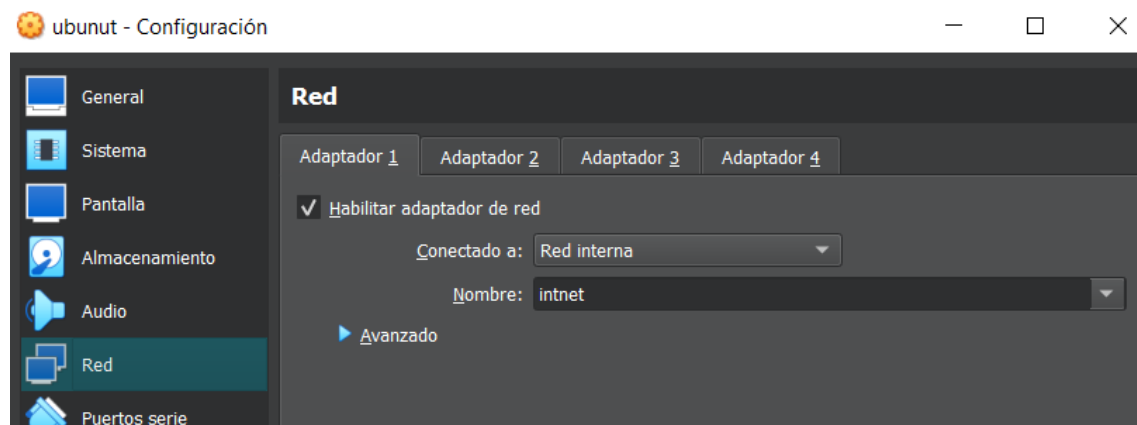 ubunut - Configuración
General
Sistema
Pantalla
Almacenamiento
Audio
Red
Puertos serie
Red
Adaptador 1 Adaptador 2 Adaptador 3 Adaptador 4
Habilitar adaptador de red
Conectado a: Red interna
Nombre: intnet
Avanzado